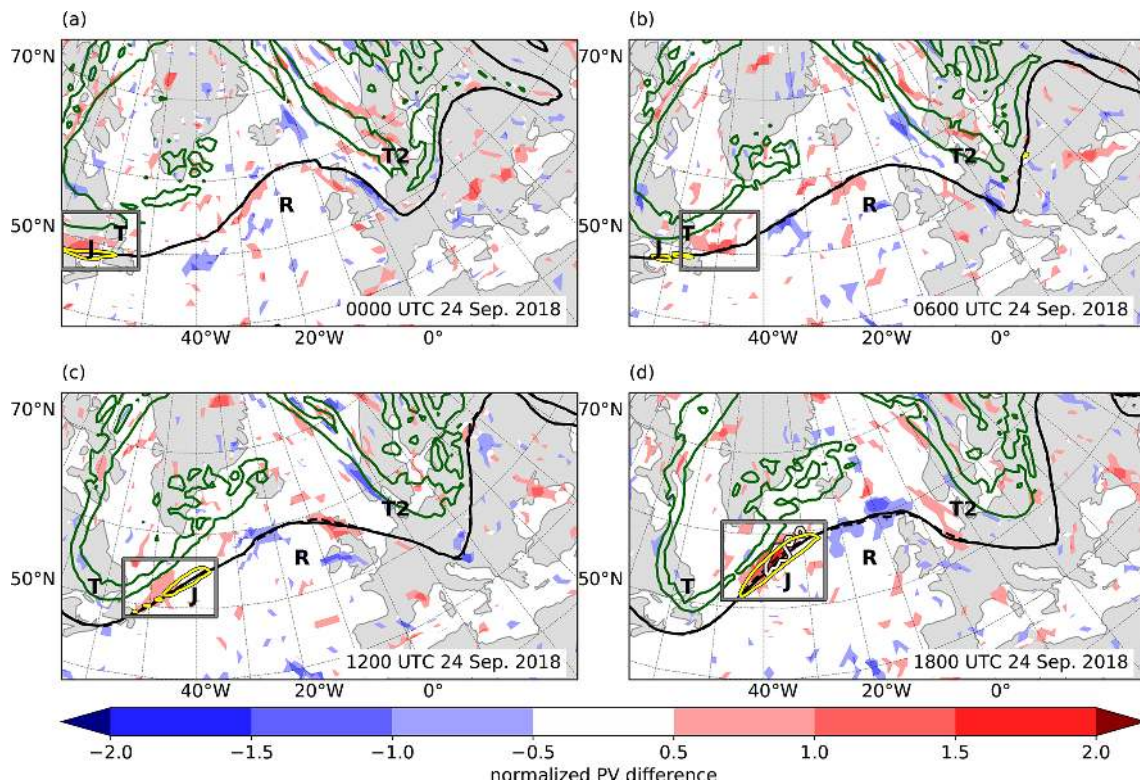 (a)
(b)
70°N
50°N
J
T
R
T2
0000 UTC 24 Sep. 2018
40°W
20°W
0°
70°N
50°N
J
T
R
T2
0600 UTC 24 Sep. 2018
40°W
20°W
0°
(c)
(d)
70°N
50°N
T
J
R
T2
1200 UTC 24 Sep. 2018
40°W
20°W
0°
70°N
50°N
T
J
R
T2
1800 UTC 24 Sep. 2018
40°W
20°W
0°
−2.0 −1.5 −1.0 −0.5 0.5 1.0 1.5 2.0
normalized PV difference